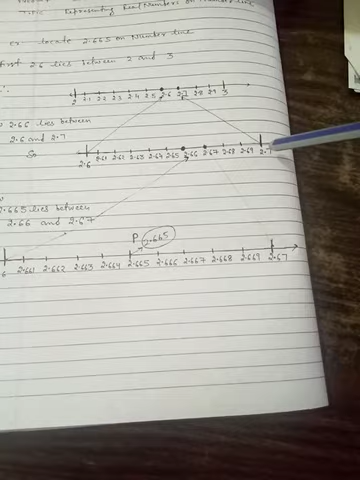 Representing Real Numbers on Number line
ex. locate 2.665 on Number line
2.6 lies between 2 and 3
2 2.1 2.2 2.3 2.4 2.5 2.6 2.7 2.8 2.9 3
2.66 lies between
2.6 and 2.7
So
2.6 2.61 2.62 2.63 2.64 2.65 2.66 2.67 2.68 2.69 2.7
2.665 lies between
2.66 and 2.67
P 2.665
6 2.661 2.662 2.663 2.664 2.665 2.666 2.667 2.668 2.669 2.67